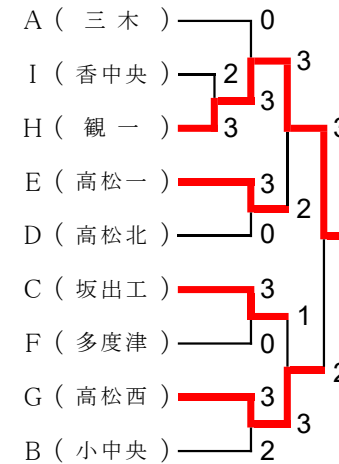 A ( 三 木 ) 0
3
I ( 香中央 ) 2
3
H ( 観 一 ) 3
3
E ( 高松一 ) 3
2
D ( 高松北 ) 0
C ( 坂出工 ) 3
1
F ( 多度津 ) 0
2
G ( 高松西 ) 3
3
B ( 小中央 ) 2